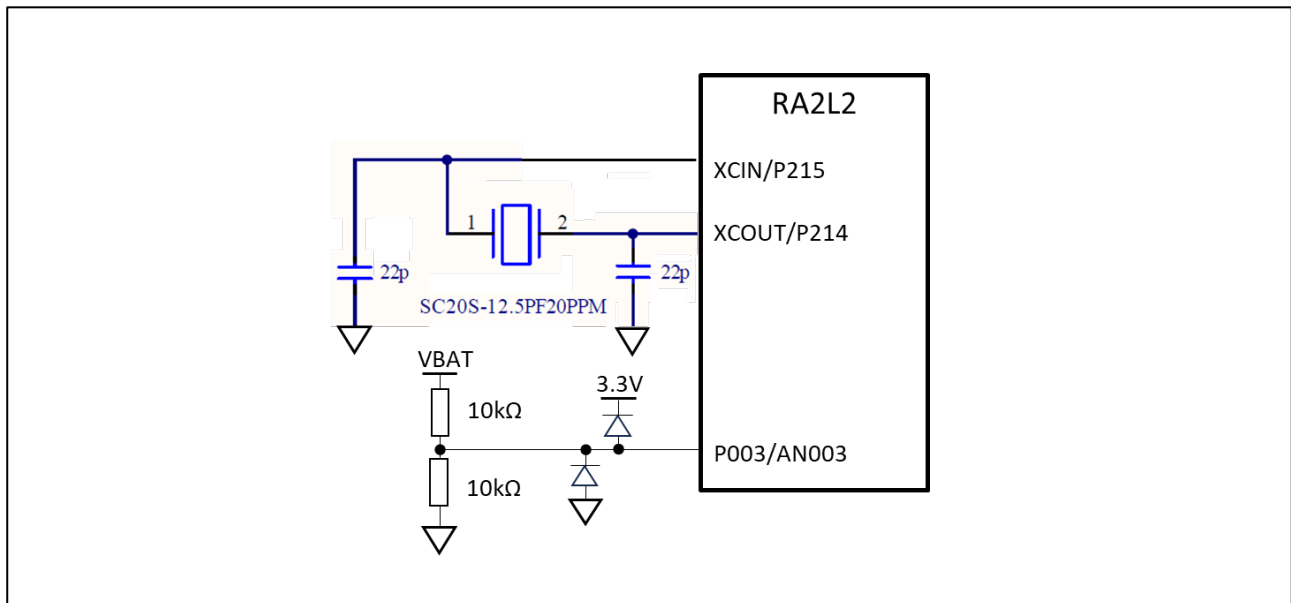 RA2L2
XCIN/P215
1
2
XCOUT/P214
22p
22p
SC20S-12.5PF20PPM
VBAT
3.3V
10kΩ
P003/AN003
10kΩ